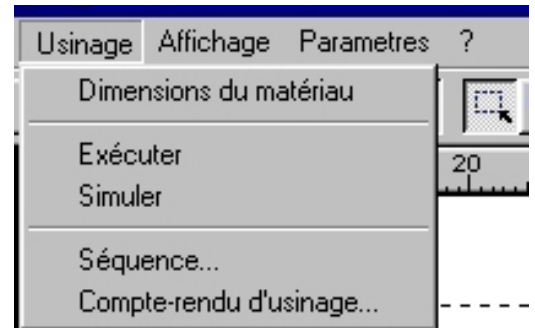 Usinage Affichage Parametres ?
Dimensions du matériau
Exécuter
20
Simuler
Séquence...
Compte-rendu d'usinage...